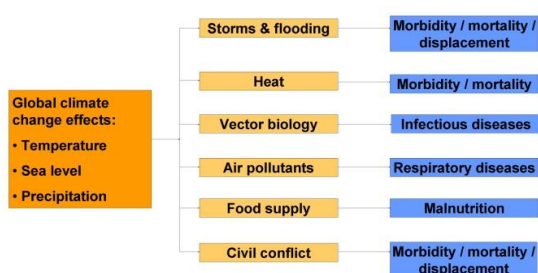 Global climate
change effects:
• Temperature
• Sea level
• Precipitation
Storms & flooding
Morbidity / mortality /
displacement
Heat
Morbidity / mortality
Vector biology
Infectious diseases
Air pollutants
Respiratory diseases
Food supply
Malnutrition
Civil conflict
Morbidity / mortality /
displacement